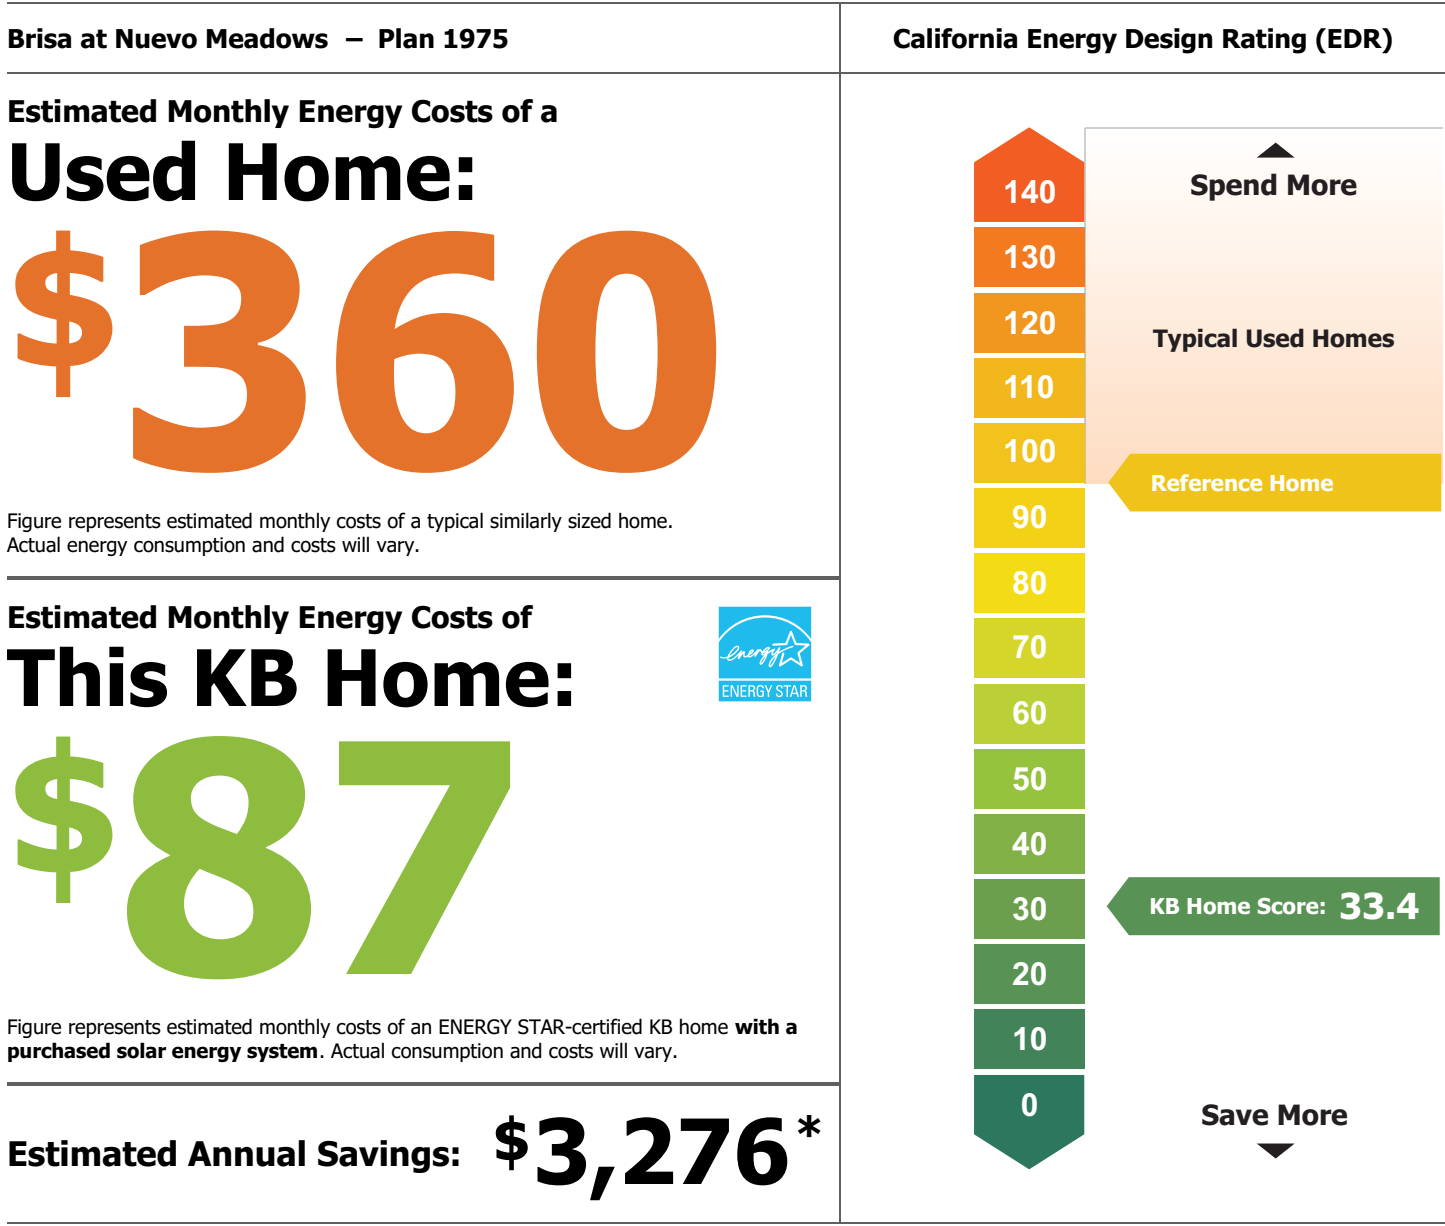 Brisa at Nuevo Meadows – Plan 1975
Estimated Monthly Energy Costs of a
Used Home:
$360
Figure represents estimated monthly costs of a typical similarly sized home.
Actual energy consumption and costs will vary.
Estimated Monthly Energy Costs of
This KB Home:
energy
ENERGY STAR
$87
Figure represents estimated monthly costs of an ENERGY STAR-certified KB home with a
purchased solar energy system. Actual consumption and costs will vary.
Estimated Annual Savings: $3,276*
California Energy Design Rating (EDR)
140
130
120
110
100
90
80
70
60
50
40
30
20
10
0
Spend More
Typical Used Homes
Reference Home
KB Home Score: 33.4
Save More